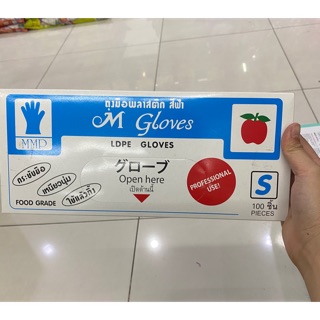 ถุงมือพลาสติก สีฟ้า
M Gloves
MMP
LDPE GLOVES
グローブ
Open here
เปิดด้านนี้
กระชับมือ
เหนียวนุ่ม
ใช้แล้วทิ้ง
FOOD GRADE
PROFESSIONAL
USE!
S
100 ชิ้น
PIECES